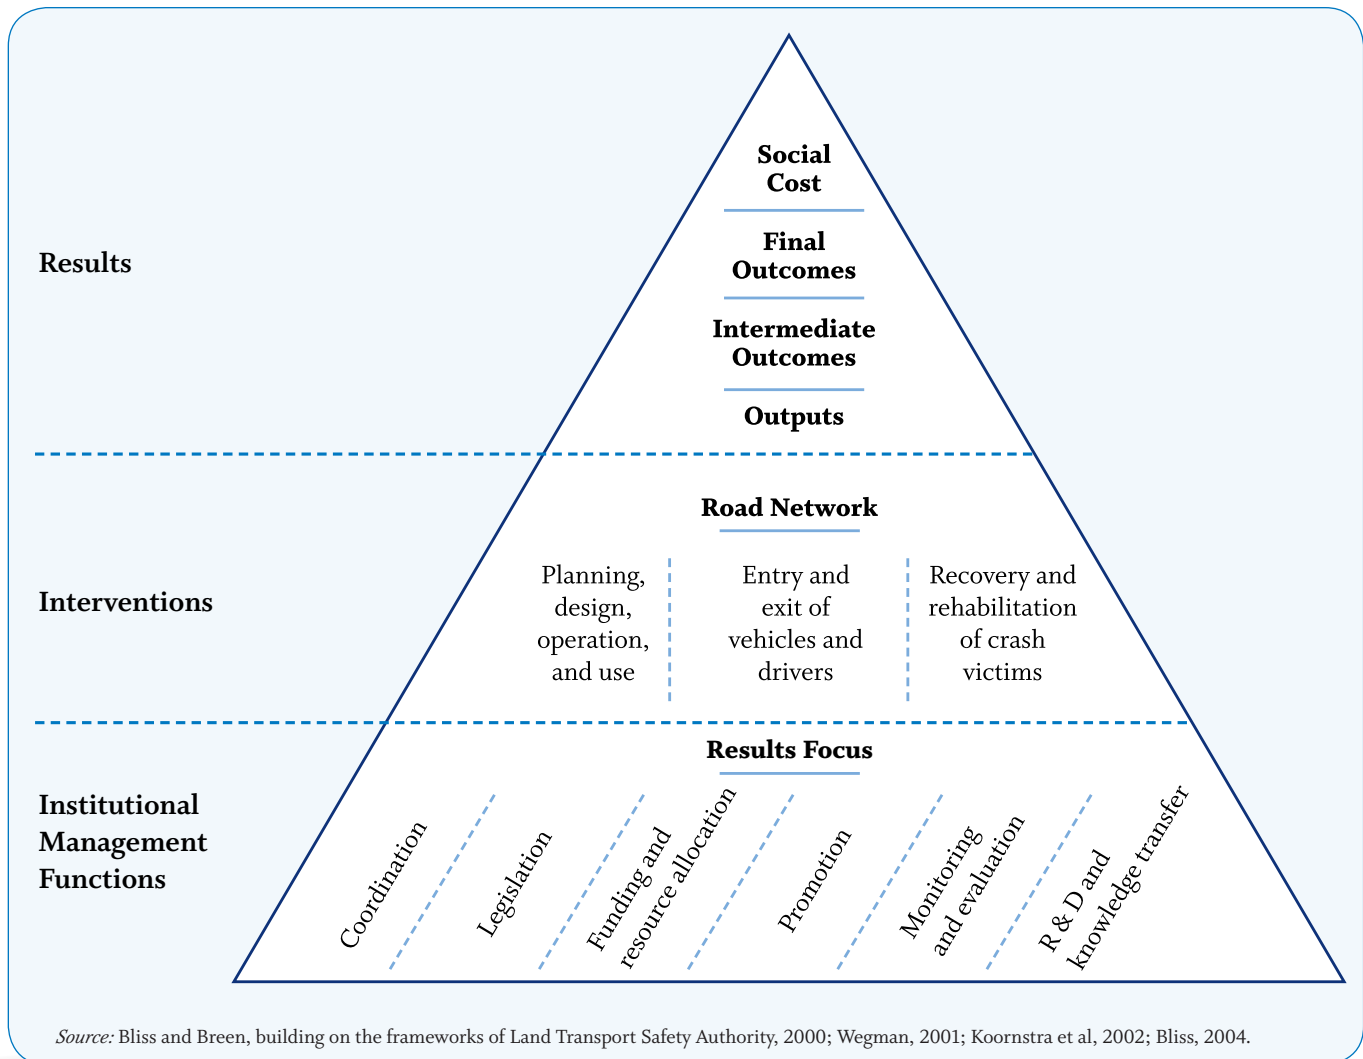 Social
Cost
Final
Outcomes
Results
Intermediate
Outcomes
Outputs
Road Network
Interventions
Planning,
design,
operation,
and use
Entry and
exit of
vehicles and
drivers
Recovery and
rehabilitation
of crash
victims
Results Focus
Institutional
Management
Functions
Coordination
Legislation
Funding and
resource allocation
Promotion
Monitoring
and evaluation
R & D and
knowledge transfer
Source: Bliss and Breen, building on the frameworks of Land Transport Safety Authority, 2000; Wegman, 2001; Koornstra et al, 2002; Bliss, 2004.